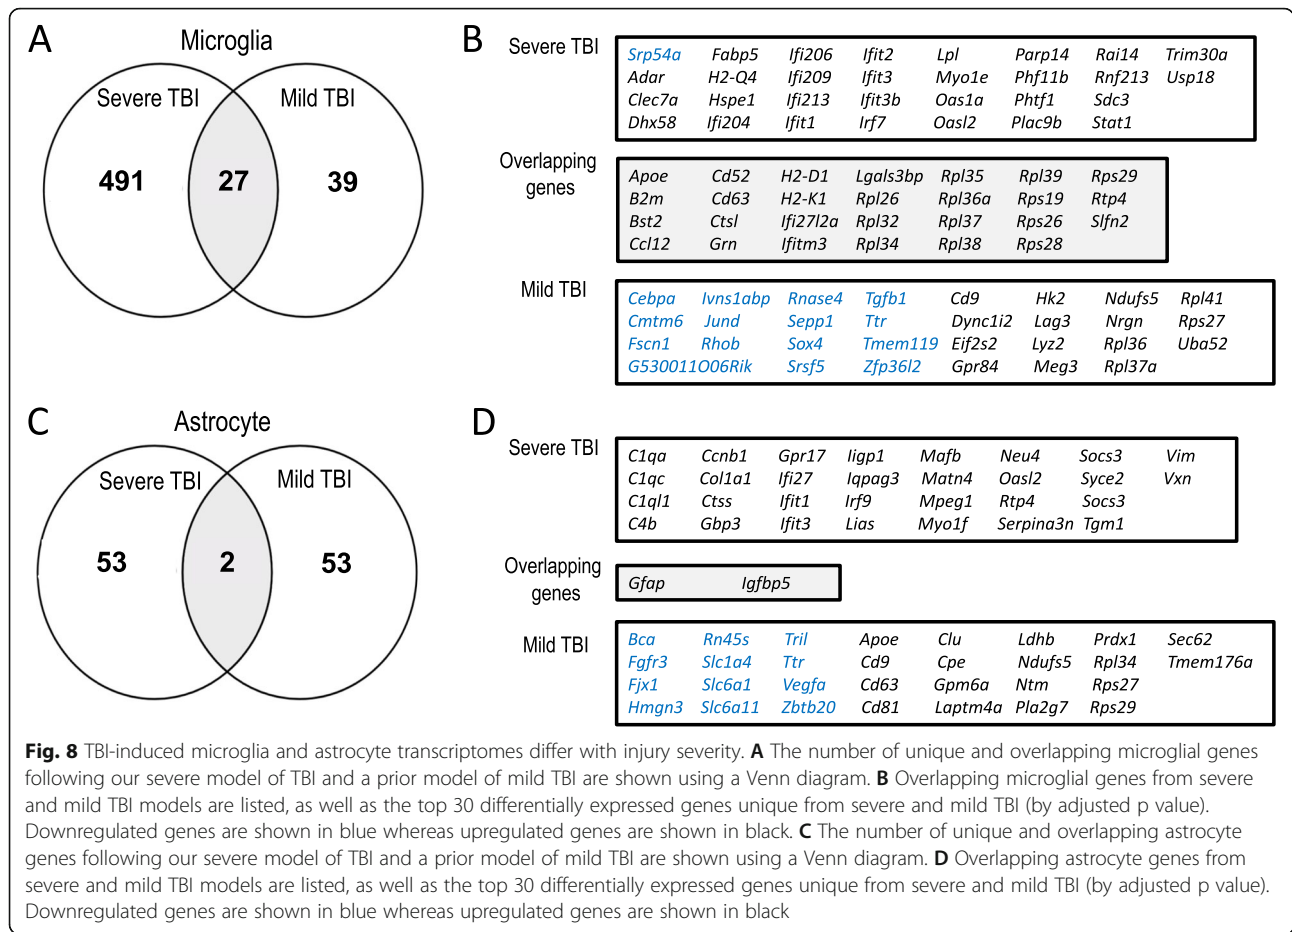 A
Microglia
Severe TBI
Mild TBI
491
27
39
B
Severe TBI
Srp54a Fabp5 Ifi206 Ifit2 Lpl Parp14 Rai14 Trim30a
Adar H2-Q4 Ifi209 Ifit3 Myo1e Phf11b Rnf213 Usp18
Clec7a Hspe1 Ifi213 Ifit3b Oas1a Phtf1 Sdc3
Dhx58 Ifi204 Ifit1 Irf7 Oasl2 Plac9b Stat1
Overlapping
genes
Apoe Cd52 H2-D1 Lgals3bp Rpl35 Rpl39 Rps29
B2m Cd63 H2-K1 Rpl26 Rpl36a Rps19 Rtp4
Bst2 Ctsl Ifi27l2a Rpl32 Rpl37 Rps26 Slfn2
Ccl12 Grn Ifitm3 Rpl34 Rpl38 Rps28
Mild TBI
Cebpa Ivns1abp Rnase4 Tgfb1 Cd9 Hk2 Ndufs5 Rpl41
Cmtm6 Jund Sepp1 Ttr Dync1i2 Lag3 Nrgn Rps27
Fscn1 Rhob Sox4 Tmem119 Eif2s2 Lyz2 Rpl36 Uba52
G530011O06Rik Srsf5 Zfp36l2 Gpr84 Meg3 Rpl37a
C
Astrocyte
Severe TBI
Mild TBI
53
2
53
D
Severe TBI
C1qa Ccnb1 Gpr17 Iigp1 Mafb Neu4 Socs3 Vim
C1qc Col1a1 Ifi27 Iqpag3 Matn4 Oasl2 Syce2 Vxn
C1ql1 Ctss Ifit1 Irf9 Mpeg1 Rtp4 Socs3
C4b Gbp3 Ifit3 Lias Myo1f Serpina3n Tgm1
Overlapping
genes
Gfap Igfbp5
Mild TBI
Bca Rn45s Tril Apoe Clu Ldhb Prdx1 Sec62
Fgfr3 Slc1a4 Ttr Cd9 Cpe Ndufs5 Rpl34 Tmem176a
Fjx1 Slc6a1 Vegfa Cd63 Gpm6a Ntm Rps27
Hmgn3 Slc6a11 Zbtb20 Cd81 Laptm4a Pla2g7 Rps29
Fig. 8 TBI-induced microglia and astrocyte transcriptomes differ with injury severity. A The number of unique and overlapping microglial genes
following our severe model of TBI and a prior model of mild TBI are shown using a Venn diagram. B Overlapping microglial genes from severe
and mild TBI models are listed, as well as the top 30 differentially expressed genes unique from severe and mild TBI (by adjusted p value).
Downregulated genes are shown in blue whereas upregulated genes are shown in black. C The number of unique and overlapping astrocyte
genes following our severe model of TBI and a prior model of mild TBI are shown using a Venn diagram. D Overlapping astrocyte genes from
severe and mild TBI models are listed, as well as the top 30 differentially expressed genes unique from severe and mild TBI (by adjusted p value).
Downregulated genes are shown in blue whereas upregulated genes are shown in black